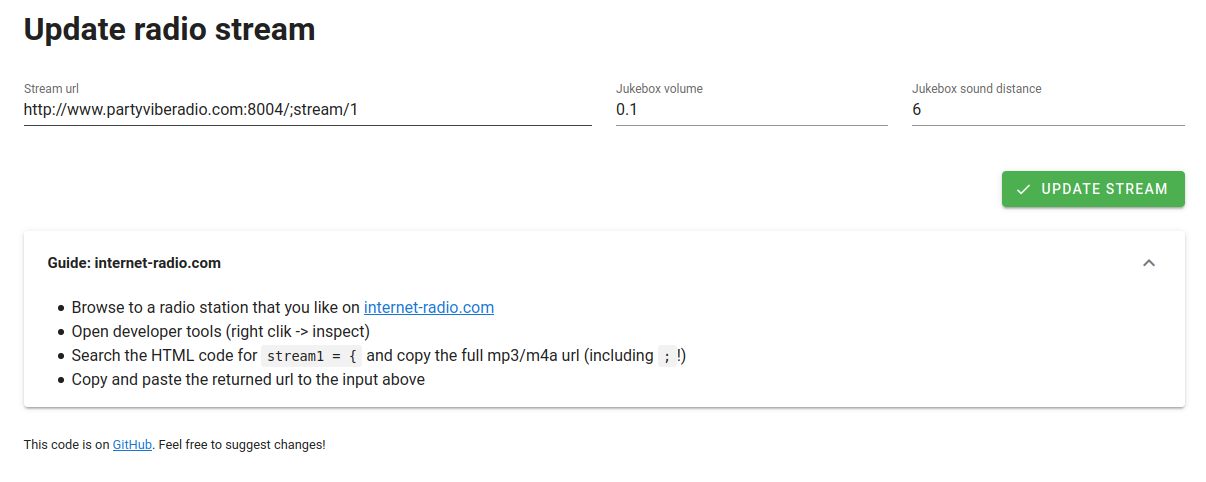 Update radio stream
Stream url
Jukebox volume
Jukebox sound distance
http://www.partyviberadio.com:8004/;stream/1
0.1
6
UPDATE STREAM
Guide: internet-radio.com
Browse to a radio station that you like on internet-radio.com
Open developer tools (right clik -> inspect)
Search the HTML code for stream1 = { and copy the full mp3/m4a url (including ; !)
Copy and paste the returned url to the input above
This code is on GitHub. Feel free to suggest changes!